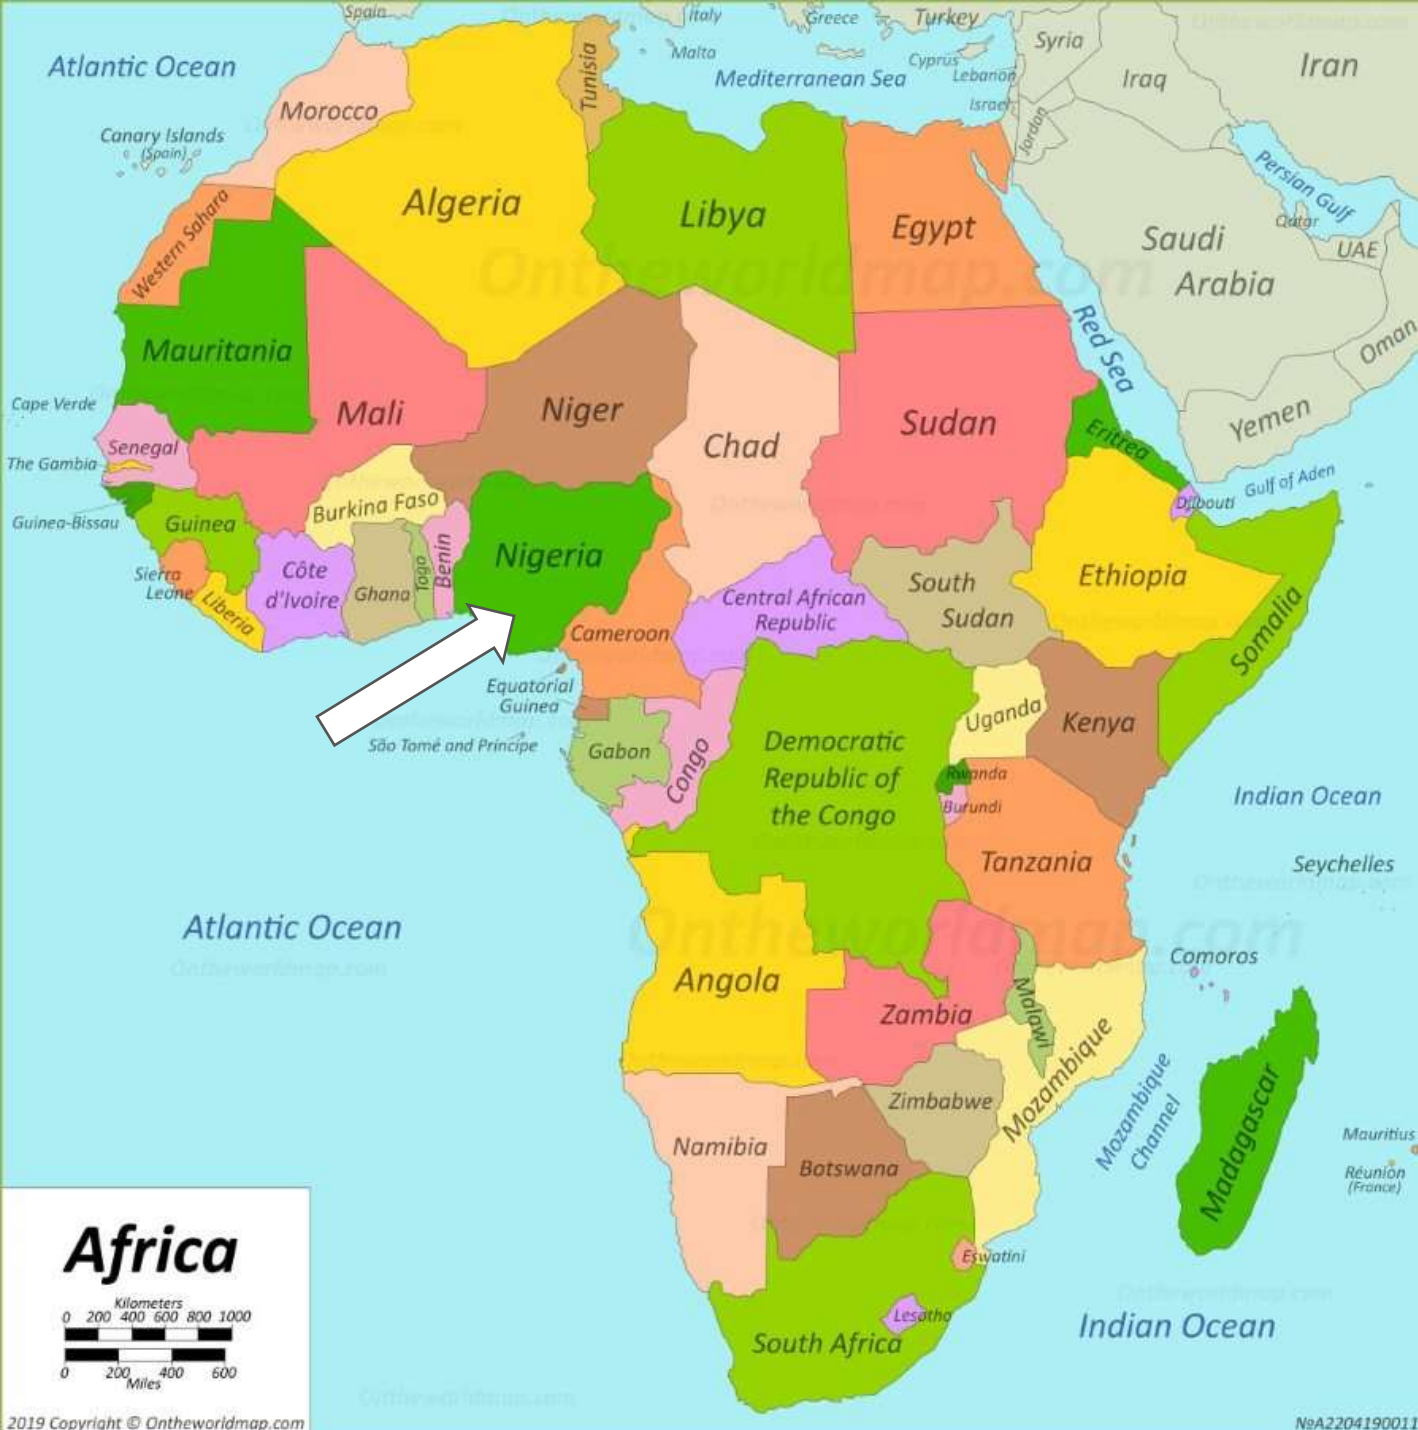 Spain
Italy
Greece
Turkey
Malta
Cyprus
Lebanon
Syria
Israel
Jordan
Iraq
Iran
Atlantic Ocean
Mediterranean Sea
Canary Islands
(Spain)
Morocco
Tunisia
Algeria
Libya
Egypt
Western Sahara
Persian Gulf
Qatar
UAE
Saudi
Arabia
Oman
Yemen
Red Sea
Gulf of Aden
Ontheworldmap.com
Mauritania
Mali
Niger
Chad
Sudan
Eritrea
Djibouti
Cape Verde
Senegal
The Gambia
Guinea-Bissau
Guinea
Sierra
Leone
Liberia
Côte
d'Ivoire
Burkina Faso
Ghana
Togo
Benin
Nigeria
Cameroon
Central African
Republic
South
Sudan
Ethiopia
Somalia
Equatorial
Guinea
São Tomé and Príncipe
Gabon
Congo
Democratic
Republic of
the Congo
Uganda
Kenya
Rwanda
Burundi
Tanzania
Indian Ocean
Seychelles
Atlantic Ocean
Ontheworldmap.com
Angola
Zambia
Malawi
Mozambique
Comoros
Mozambique
Channel
Madagascar
Mauritius
Réunion
(France)
Zimbabwe
Namibia
Botswana
Eswatini
Lesotho
South Africa
Indian Ocean
Africa
Kilometers
0 200 400 600 800 1000
0 200 400 600
Miles
2019 Copyright © Ontheworldmap.com
№A2204190011